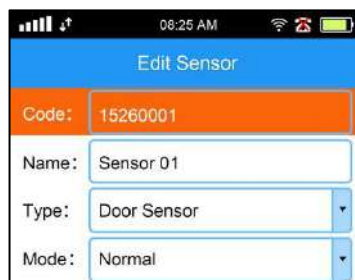 08:25 AM
Edit Sensor
Code: 15260001
Name: Sensor 01
Type: Door Sensor
Mode: Normal